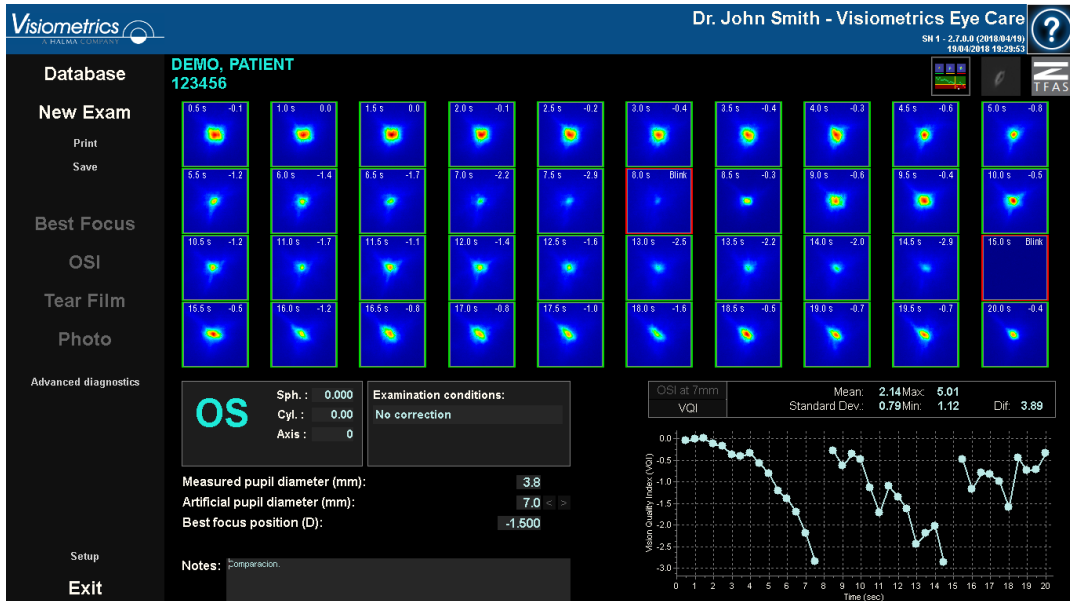 Visiometrics
A HALMA COMPANY
Dr. John Smith - Visiometrics Eye Care
SN 1 - 2.7.0.0 (2018/04/19)
19/04/2018 19:29:53
?
Database
New Exam
Print
Save
Best Focus
OSI
Tear Film
Photo
Advanced diagnostics
Setup
Exit
DEMO, PATIENT
123456
TFAS
0.5 s -0.1 1.0 s 0.0 1.5 s 0.0 2.0 s -0.1 2.5 s -0.2 3.0 s -0.4 3.5 s -0.4 4.0 s -0.3 4.5 s -0.6 5.0 s -0.8
5.5 s -1.2 6.0 s -1.4 6.5 s -1.7 7.0 s -2.2 7.5 s -2.9 8.0 s Blink 8.5 s -0.3 9.0 s -0.6 9.5 s -0.4 10.0 s -0.5
10.5 s -1.2 11.0 s -1.7 11.5 s -1.1 12.0 s -1.4 12.5 s -1.6 13.0 s -2.5 13.5 s -2.2 14.0 s -2.0 14.5 s -2.9 15.0 s Blink
15.5 s -0.5 16.0 s -1.2 16.5 s -0.8 17.0 s -0.8 17.5 s -1.0 18.0 s -1.6 18.5 s -0.5 19.0 s -0.7 19.5 s -0.7 20.0 s -0.4
OS
Sph. : 0.000
Cyl. : 0.00
Axis : 0
Examination conditions:
No correction
Measured pupil diameter (mm): 3.8
Artificial pupil diameter (mm): 7.0 < >
Best focus position (D): -1.500
Notes: Comparacion.
OSI at 7mm
VQI
Mean: 2.14 Max: 5.01
Standard Dev.: 0.79 Min: 1.12 Dif: 3.89
Vision Quality Index (VQI)
0.0
-0.5
-1.0
-1.5
-2.0
-2.5
-3.0
0 1 2 3 4 5 6 7 8 9 10 11 12 13 14 15 16 17 18 19 20
Time (sec)